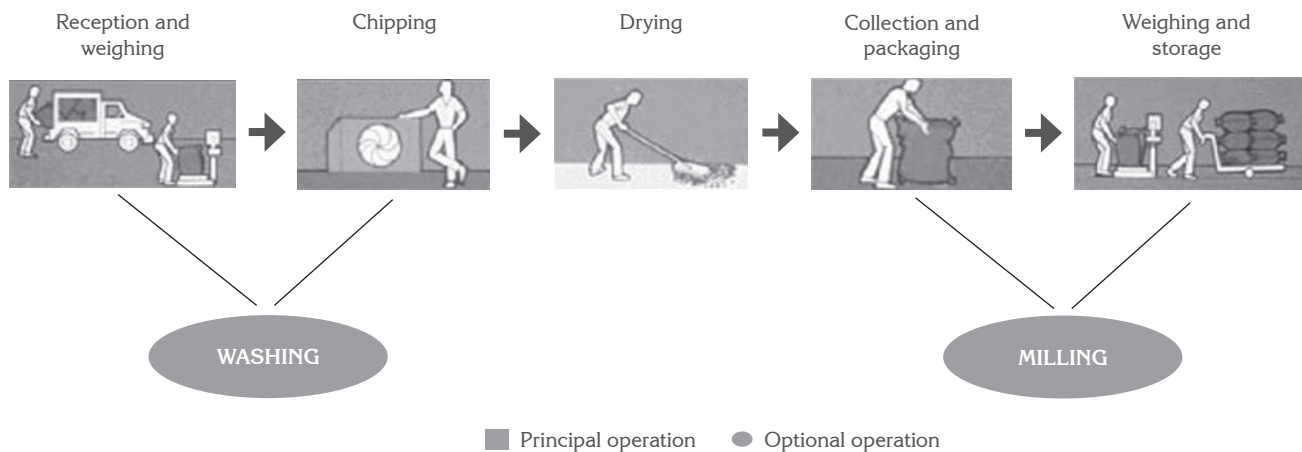 Reception and
weighing
Chipping
Drying
Collection and
packaging
Weighing and
storage
WASHING
MILLING
Principal operation
Optional operation